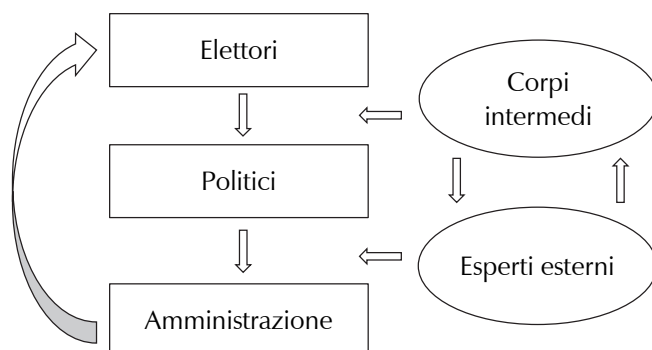 Elettori
Corpi
intermedi
Politici
Esperti esterni
Amministrazione